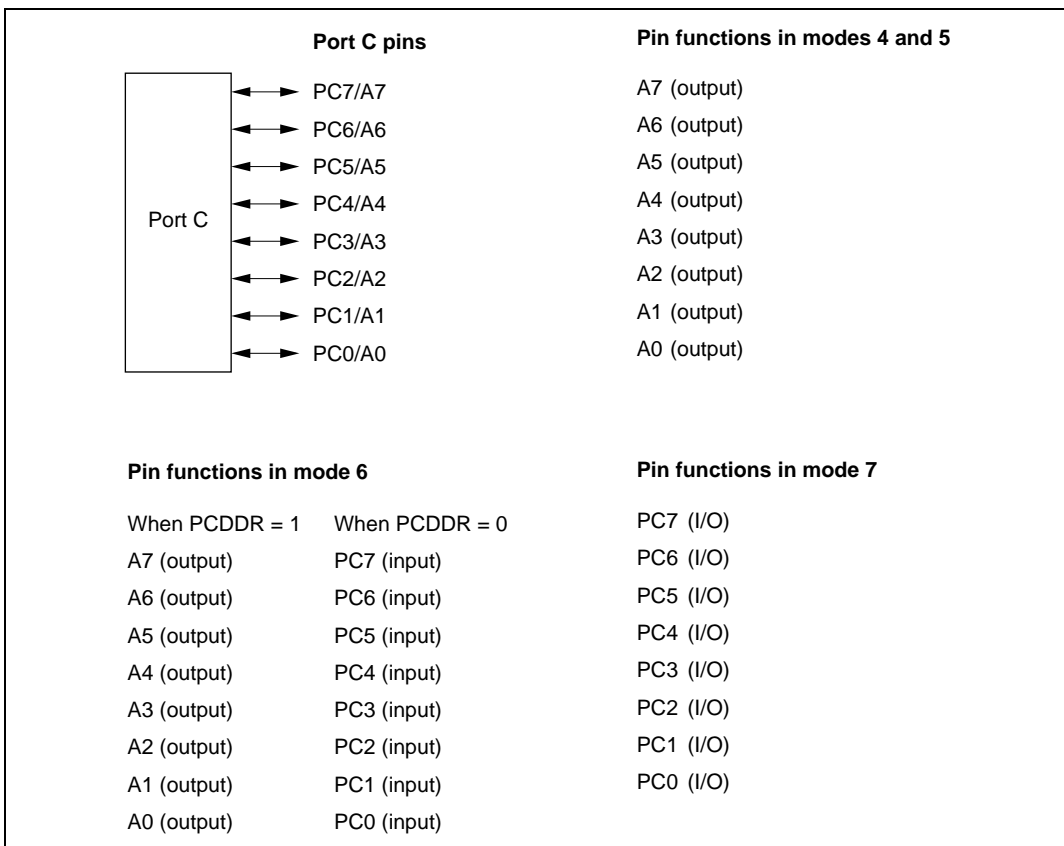 Port C pins
Pin functions in modes 4 and 5
Port C
PC7/A7
PC6/A6
PC5/A5
PC4/A4
PC3/A3
PC2/A2
PC1/A1
PC0/A0
A7 (output)
A6 (output)
A5 (output)
A4 (output)
A3 (output)
A2 (output)
A1 (output)
A0 (output)
Pin functions in mode 6
When PCDDR = 1 When PCDDR = 0
A7 (output) PC7 (input)
A6 (output) PC6 (input)
A5 (output) PC5 (input)
A4 (output) PC4 (input)
A3 (output) PC3 (input)
A2 (output) PC2 (input)
A1 (output) PC1 (input)
A0 (output) PC0 (input)
Pin functions in mode 7
PC7 (I/O)
PC6 (I/O)
PC5 (I/O)
PC4 (I/O)
PC3 (I/O)
PC2 (I/O)
PC1 (I/O)
PC0 (I/O)